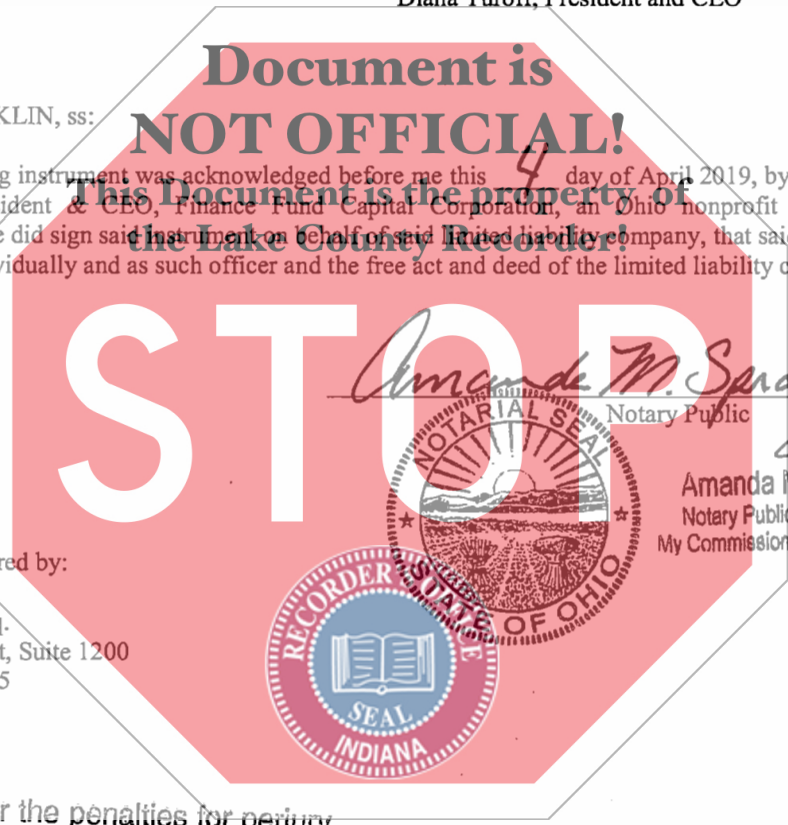 Diana Turoff, President and CEO
Document is
KLIN, ss:
NOT OFFICIAL!
g instrument was acknowledged before me this 4 day of April 2019, by
This Document is the property of
ident & CEO, Finance Fund Capital Corporation, an Ohio nonprofit
the Lake County Recorder!
e did sign said instrument on behalf of said limited liability company, that said
vidually and as such officer and the free act and deed of the limited liability c
STOP
Amanda M. Spra
Notary Public
NOTARIAL SEAL
STATE OF OHIO
Amanda
Notary Public
My Commission
red by:
t, Suite 1200
5
RECORDER OFFICE
SEAL
INDIANA
r the penalties for perjury